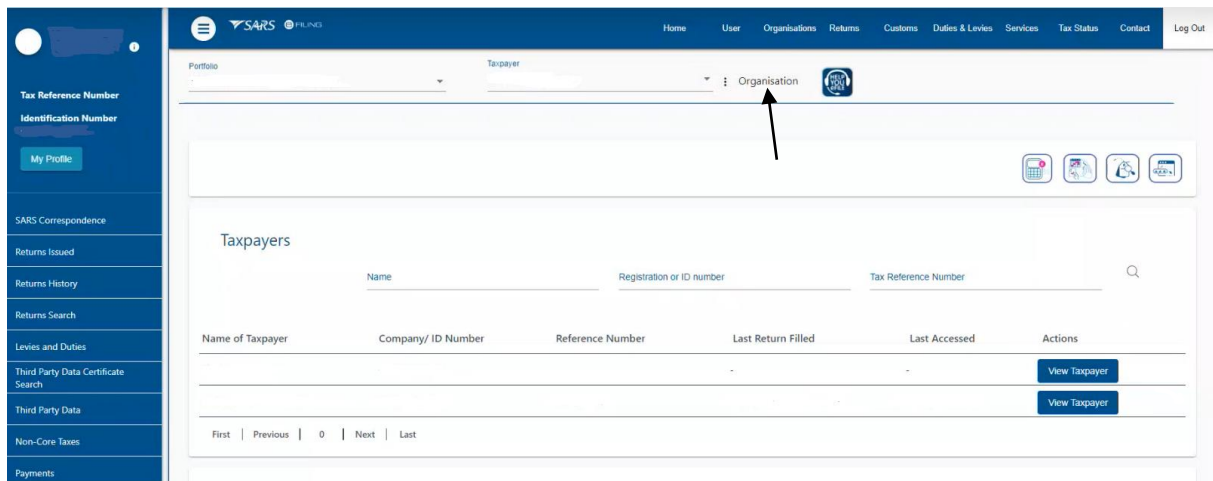 SARS eFILING
Home User Organisations Returns Customs Duties & Levies Services Tax Status Contact Log Out
Portfolio
Taxpayer
Organisation
HELP
YOU
eFILE
Tax Reference Number
Identification Number
My Profile
SARS Correspondence
Returns Issued
Returns History
Returns Search
Levies and Duties
Third Party Data Certificate
Search
Third Party Data
Non-Core Taxes
Payments
Taxpayers
Name Registration or ID number Tax Reference Number
Name of Taxpayer Company/ ID Number Reference Number Last Return Filled Last Accessed Actions
- - View Taxpayer
View Taxpayer
First | Previous | 0 | Next | Last